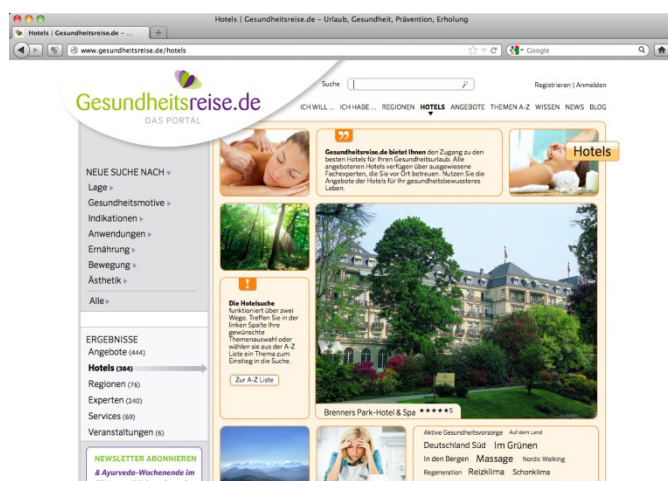 Hotels | Gesundheitsreise.de – Urlaub, Gesundheit, Prävention, Erholung
Hotels | Gesundheitsreise.de – ...
www.gesundheitsreise.de/hotels
Google
Suche
Registrieren | Anmelden
Gesundheitsreise.de
DAS PORTAL
ICH WILL ... ICH HABE ... REGIONEN HOTELS ANGEBOTE THEMEN A-Z WISSEN NEWS BLOG
Gesundheitsreise.de bietet Ihnen den Zugang zu den
besten Hotels für Ihren Gesundheitsurlaub. Alle
angebotenen Hotels verfügen über ausgewiesene
Fachexperten, die Sie vor Ort betreuen. Nutzen Sie die
Angebote der Hotels für Ihr gesundheitsbewussteres
Leben.
Hotels
NEUE SUCHE NACH
Lage
Gesundheitsmotive
Indikationen
Anwendungen
Ernährung
Bewegung
Ästhetik
Alle
Die Hotelsuche
funktioniert über zwei
Wege. Treffen Sie in der
linken Spalte Ihre
gewünschte
Themenauswahl oder
wählen sie aus der A-Z
Liste ein Thema zum
Einstieg in die Suche.
Zur A-Z Liste
ERGEBNISSE
Angebote (444)
Hotels (384)
Regionen (76)
Experten (240)
Services (69)
Veranstaltungen (6)
Brenners Park-Hotel & Spa ★★★★★S
Aktive Gesundheitsvorsorge Auf dem Land
Deutschland Süd Im Grünen
In den Bergen Massage Nordic Walking
Regeneration Reizklima Schonklima
NEWSLETTER ABONNIEREN
& Ayurveda-Wochenende im